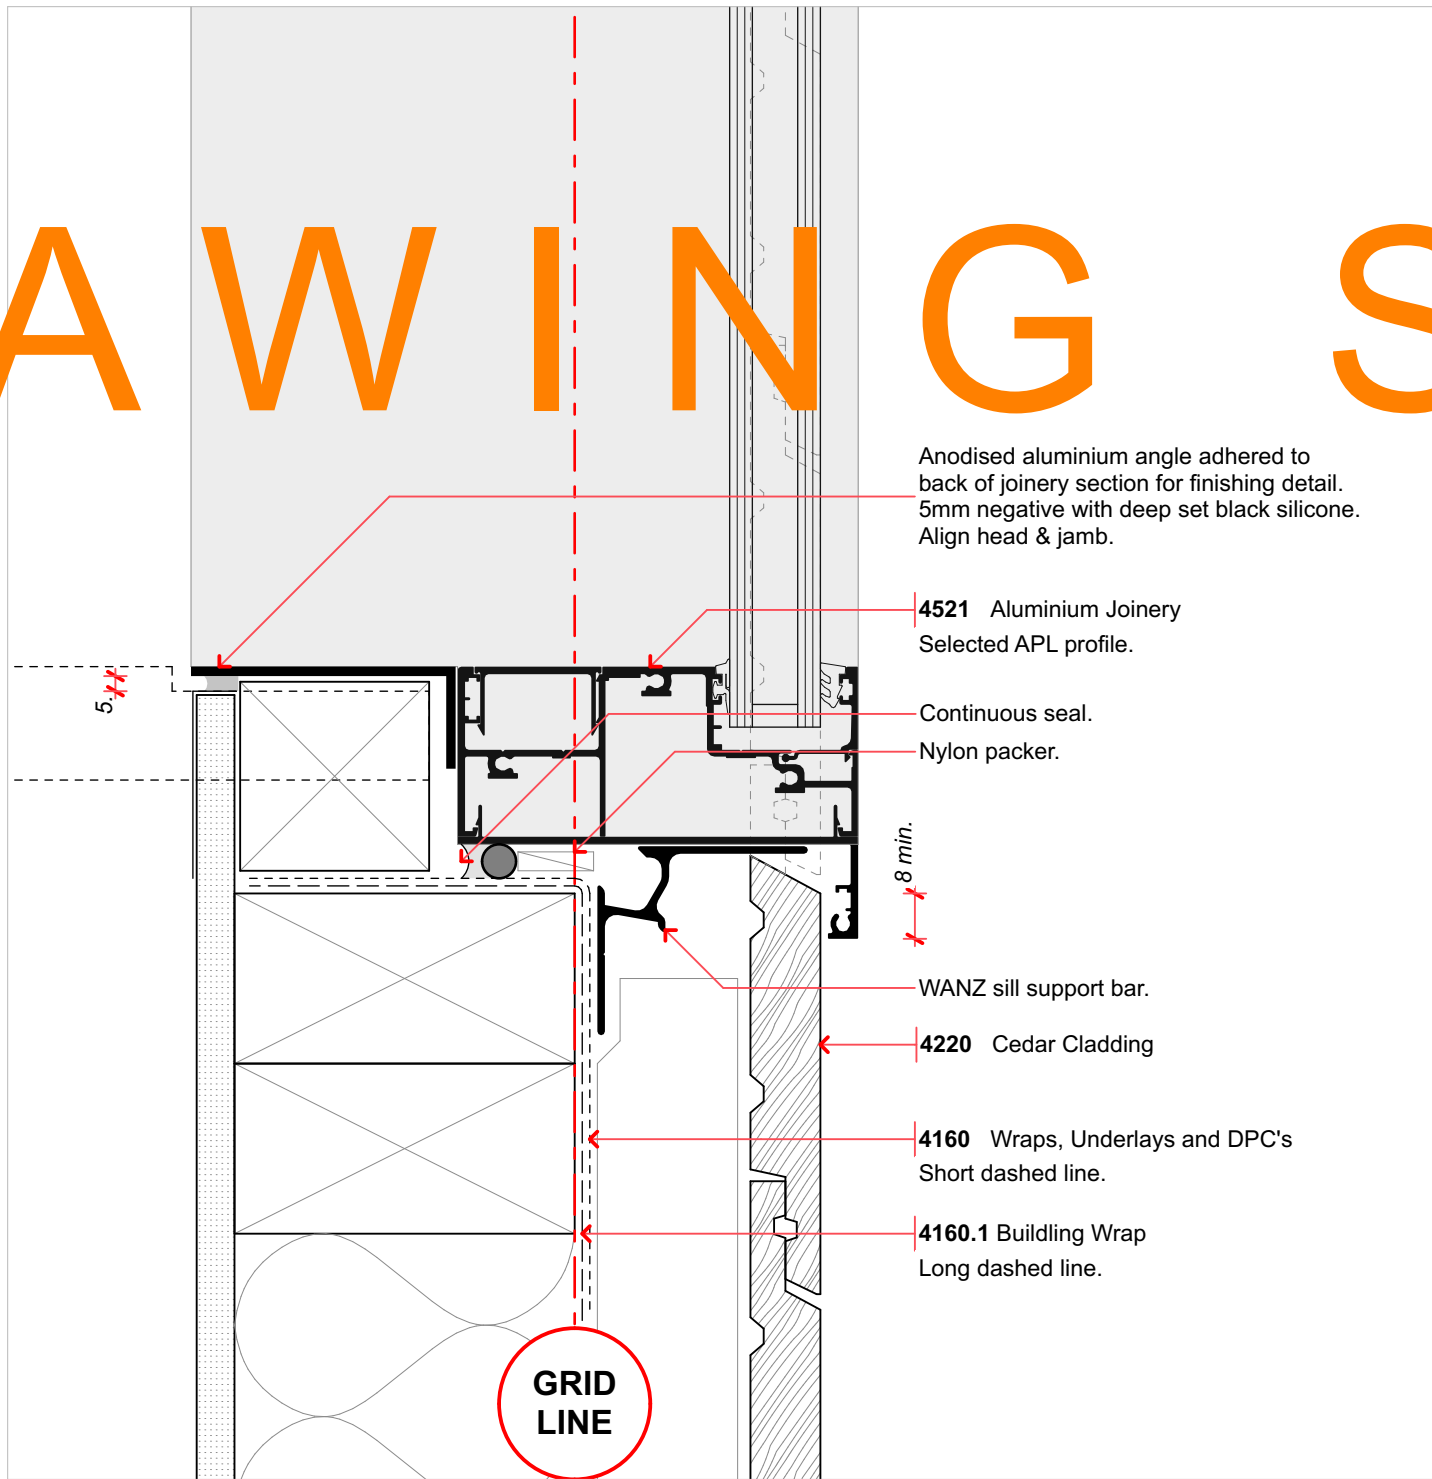 AWING S
Anodised aluminium angle adhered to
back of joinery section for finishing detail.
5mm negative with deep set black silicone.
Align head & jamb.
4521 Aluminium Joinery
Selected APL profile.
5.
Continuous seal.
Nylon packer.
8 min.
WANZ sill support bar.
4220 Cedar Cladding
4160 Wraps, Underlays and DPC's
Short dashed line.
4160.1 Buildling Wrap
Long dashed line.
GRID
LINE